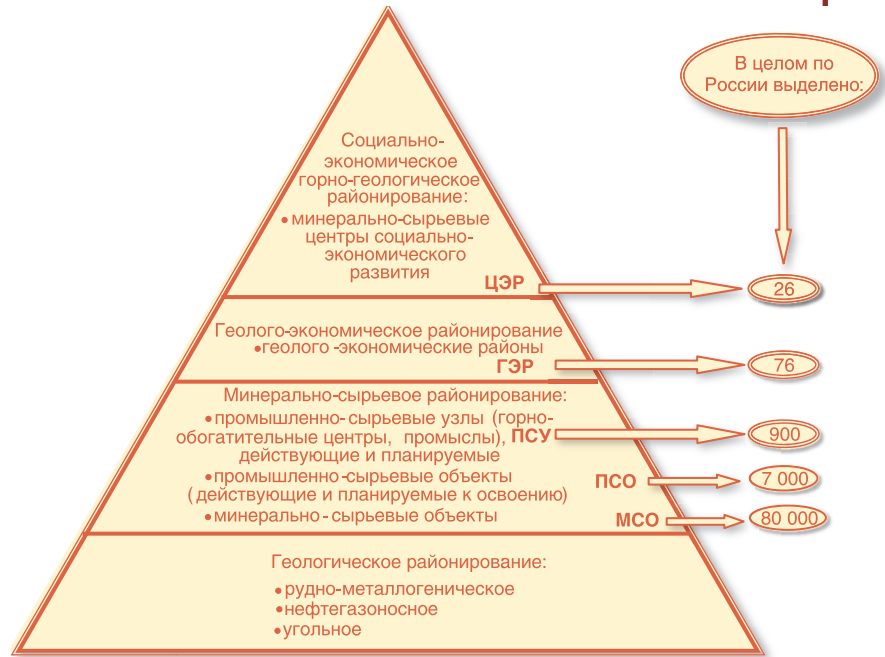 В целом по
России выделено:
Социально-
экономическое
горно-геологическое
районирование:
•минерально-сырьевые
центры социально-
экономического
развития
ЦЭР
26
Геолого-экономическое районирование
•геолого -экономические районы
ГЭР
76
Минерально-сырьевое районирование:
•промышленно- сырьевые узлы (горно-
обогатительные центры, промыслы), ПСУ
900
действующие и планируемые
•промышленно-сырьевые объекты
ПСО
7 000
(действующие и планируемые к освоению)
•минерально - сырьевые объекты
МСО
80 000
Геологическое районирование:
•рудно-металлогеническое
•нефтегазоносное
•угольное